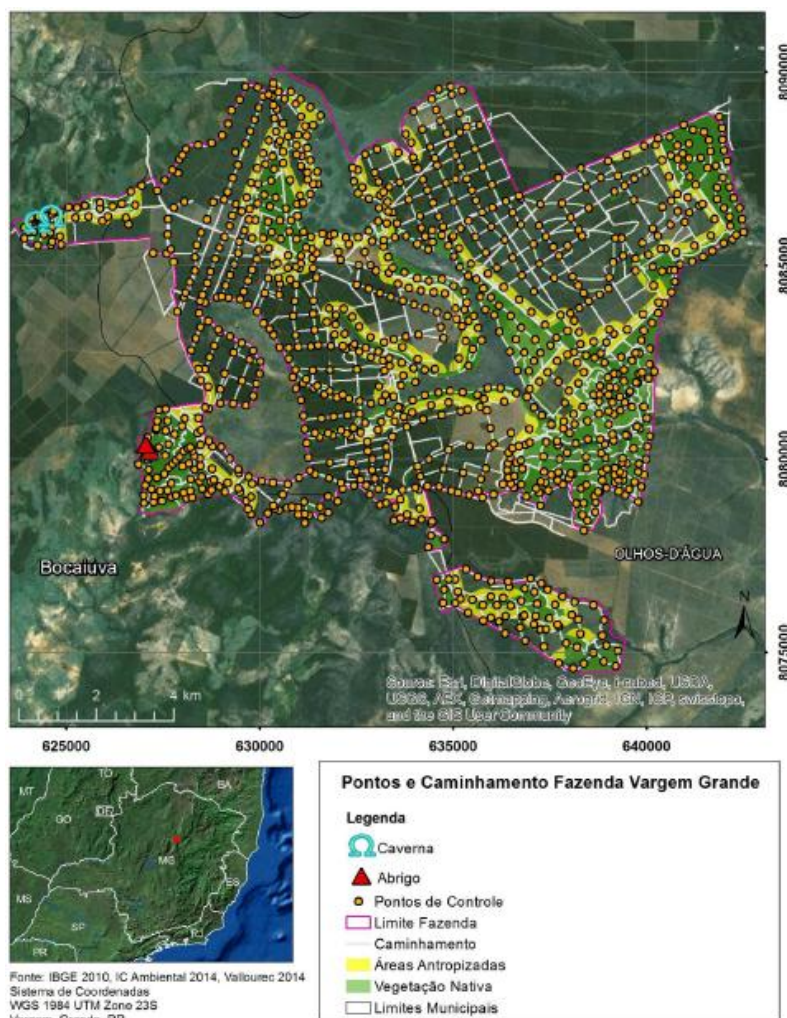 8090000
8085000
8080000
8075000
Bocaiuva
OLHOS-D'ÁGUA
N
0 2 4 km
Source: Esri, DigitalGlobe, GeoEye, i-cubed, USDA,
USGS, AEX, Getmapping, Aerogrid, IGN, IGP, swisstopo,
and the GIS User Community
625000 630000 635000 640000
MT
TO
BA
GO
DF
MG
ES
MS
SP
RJ
PR
Fonte: IBGE 2010, IC Ambiental 2014, Vallourec 2014
Sistema de Coordenadas
WGS 1984 UTM Zone 23S
Pontos e Caminhamento Fazenda Vargem Grande
Legenda
Caverna
Abrigo
Pontos de Controle
Limite Fazenda
Caminhamento
Áreas Antropizadas
Vegetação Nativa
Limites Municipais